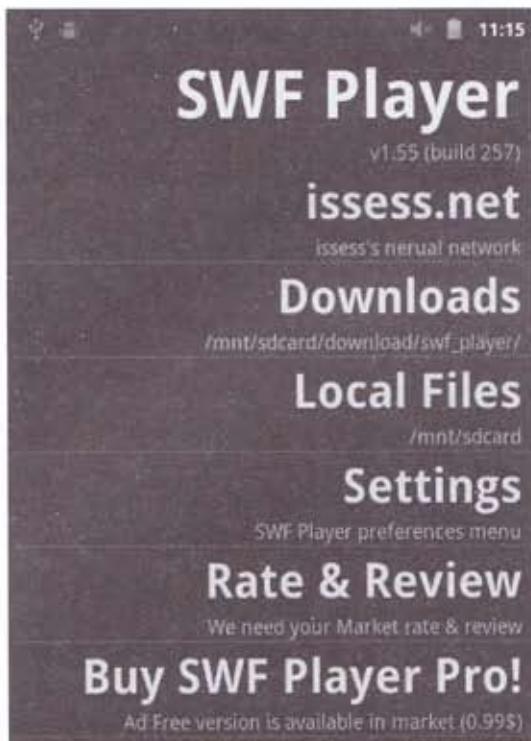 11:15
SWF Player
v1.55 (build 257)
issess.net
issess's nerual network
Downloads
/mnt/sdcard/download/swf_player/
Local Files
/mnt/sdcard
Settings
SWF Player preferences menu
Rate & Review
We need your Market rate & review
Buy SWF Player Pro!
Ad Free version is available in market (0.99$)